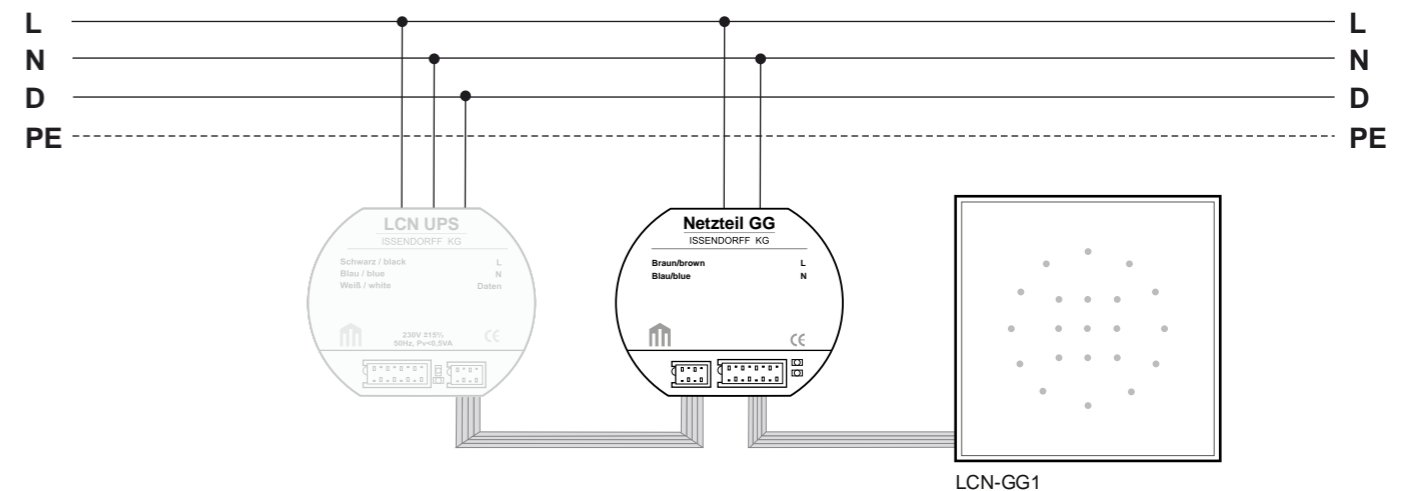 L L
N N
D D
PE PE
LCN UPS
ISSENDORFF KG
Schwarz / black L
Blau / blue N
Weiß / white Daten
230V ±15%
50Hz, Pv<0,5VA
CE
Netzteil GG
ISSENDORFF KG
Braun/brown L
Blau/blue N
CE
LCN-GG1